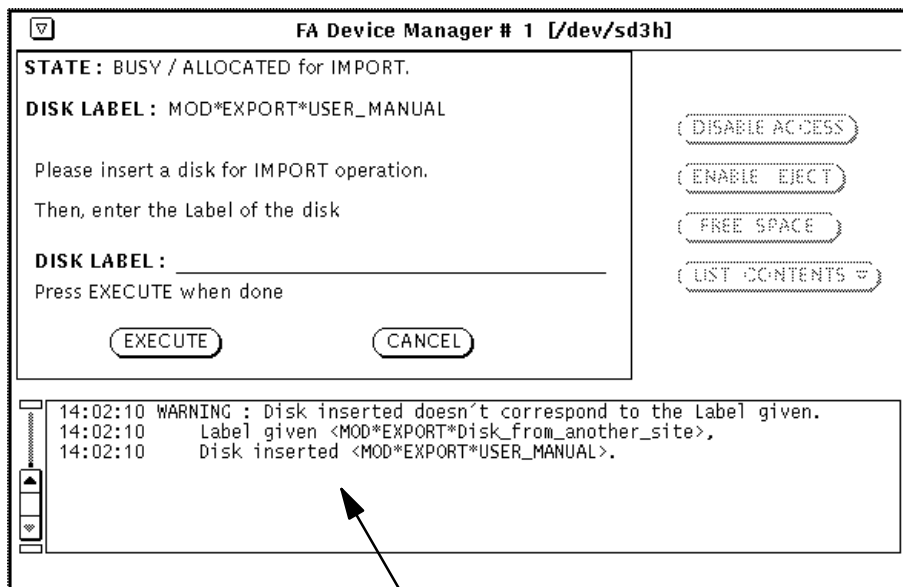 FA Device Manager # 1 [/dev/sd3h]
STATE : BUSY / ALLOCATED for IMPORT.
DISK LABEL : MOD*EXPORT*USER_MANUAL
Please insert a disk for IMPORT operation.
Then, enter the Label of the disk
DISK LABEL :
Press EXECUTE when done
EXECUTE
CANCEL
DISABLE ACCESS
ENABLE EJECT
FREE SPACE
LIST CONTENTS
14:02:10 WARNING : Disk inserted doesn't correspond to the Label given.
14:02:10 Label given <MOD*EXPORT*Disk_from_another_site>,
14:02:10 Disk inserted <MOD*EXPORT*USER_MANUAL>.